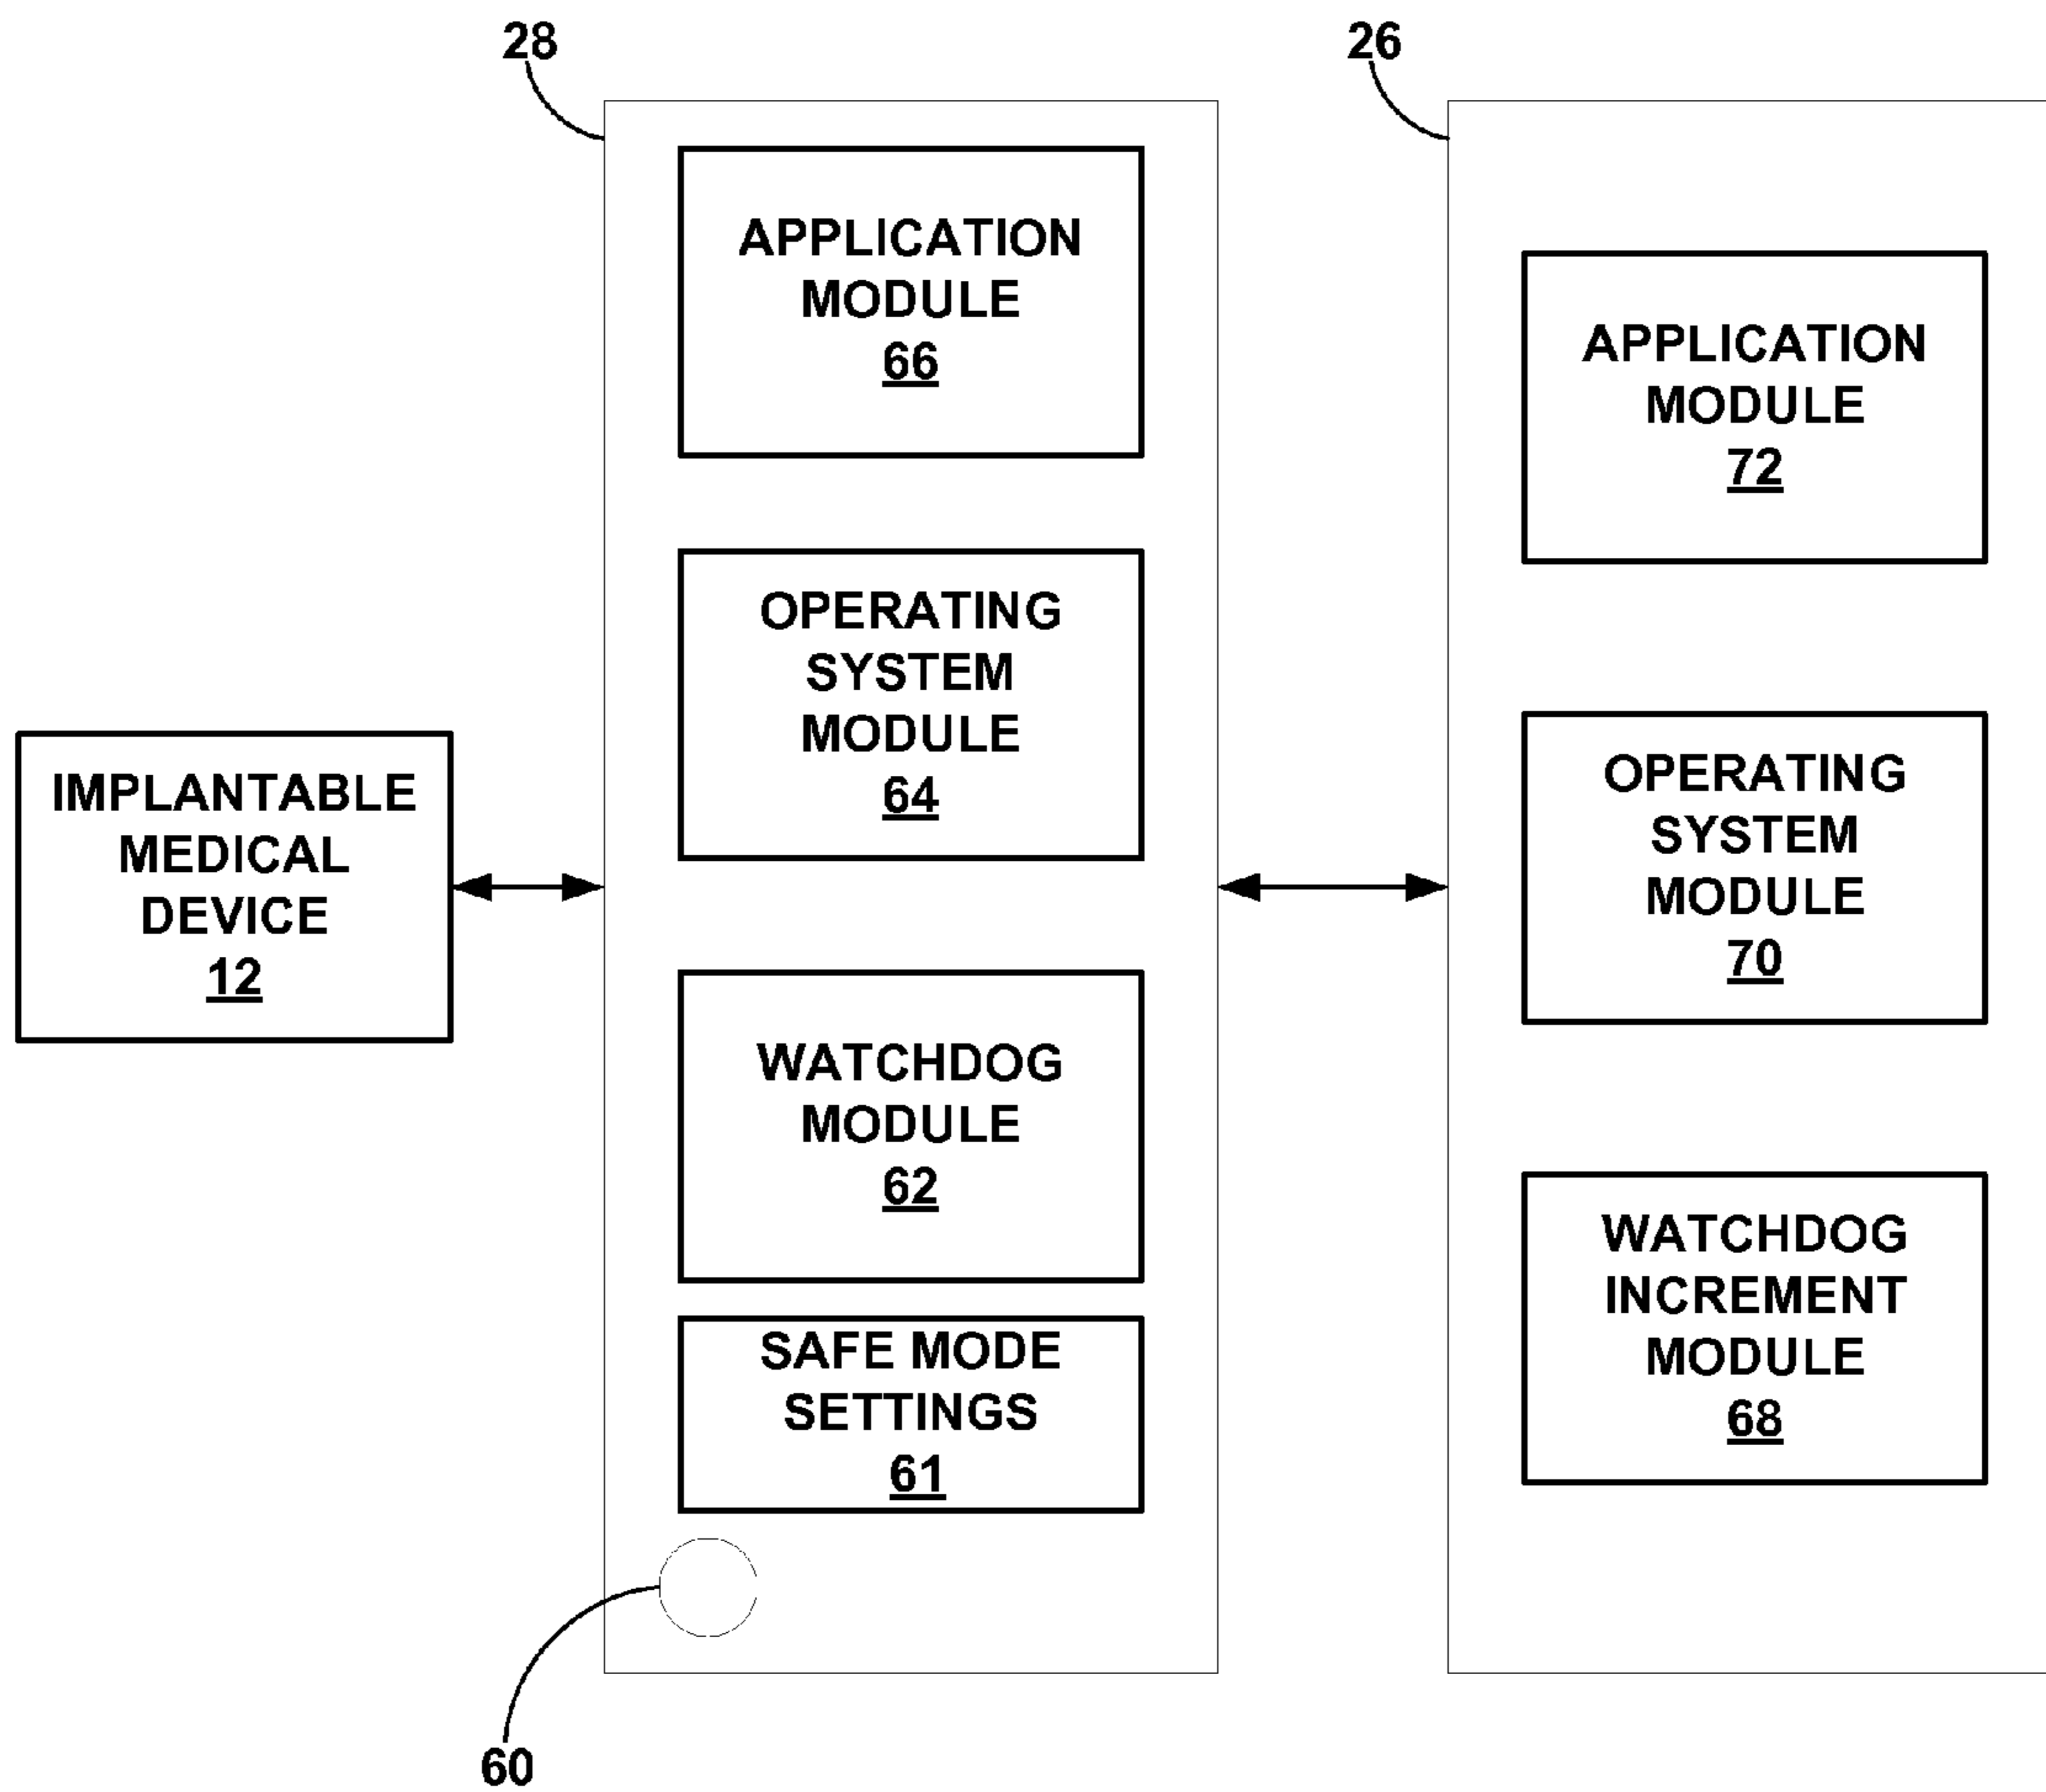 28
26
APPLICATION
MODULE
66
OPERATING
SYSTEM
MODULE
64
WATCHDOG
MODULE
62
SAFE MODE
SETTINGS
61
60
IMPLANTABLE
MEDICAL
DEVICE
12
APPLICATION
MODULE
72
OPERATING
SYSTEM
MODULE
70
WATCHDOG
INCREMENT
MODULE
68